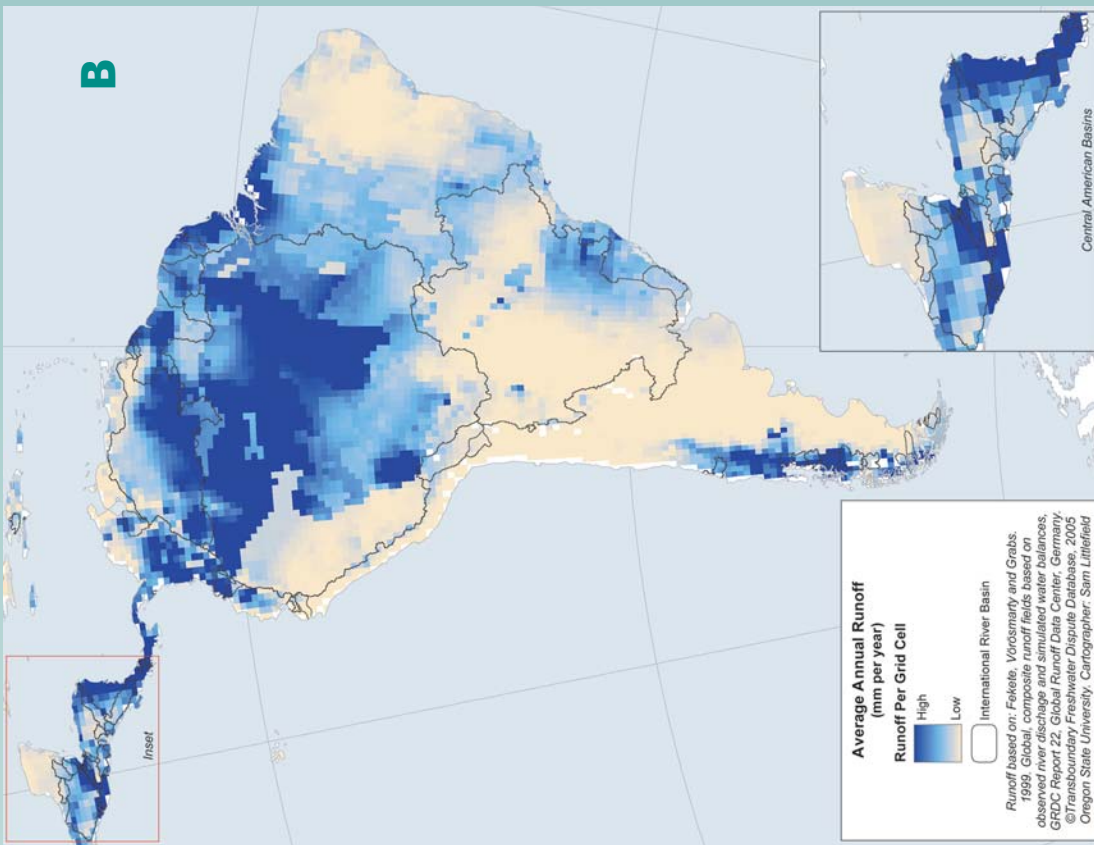 B
Inset
Central American Basins
Average Annual Runoff
(mm per year)
Runoff Per Grid Cell
High
Low
International River Basin
Runoff based on: Fekete, Vörösmarty and Grabs.
1999. Global, composite runoff fields based on
observed river discharge and simulated water balances,
GRDC Report 22, Global Runoff Data Center, Germany.
©Transboundary Freshwater Dispute Database, 2005
Oregon State University. Cartographer: Sam Littlefield